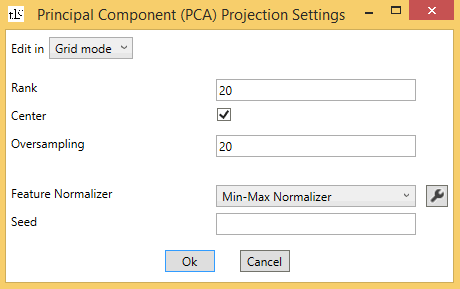 Principal Component (PCA) Projection Settings
Edit in Grid mode
Rank 20
Center
Oversampling 20
Feature Normalizer Min-Max Normalizer
Seed
Ok Cancel